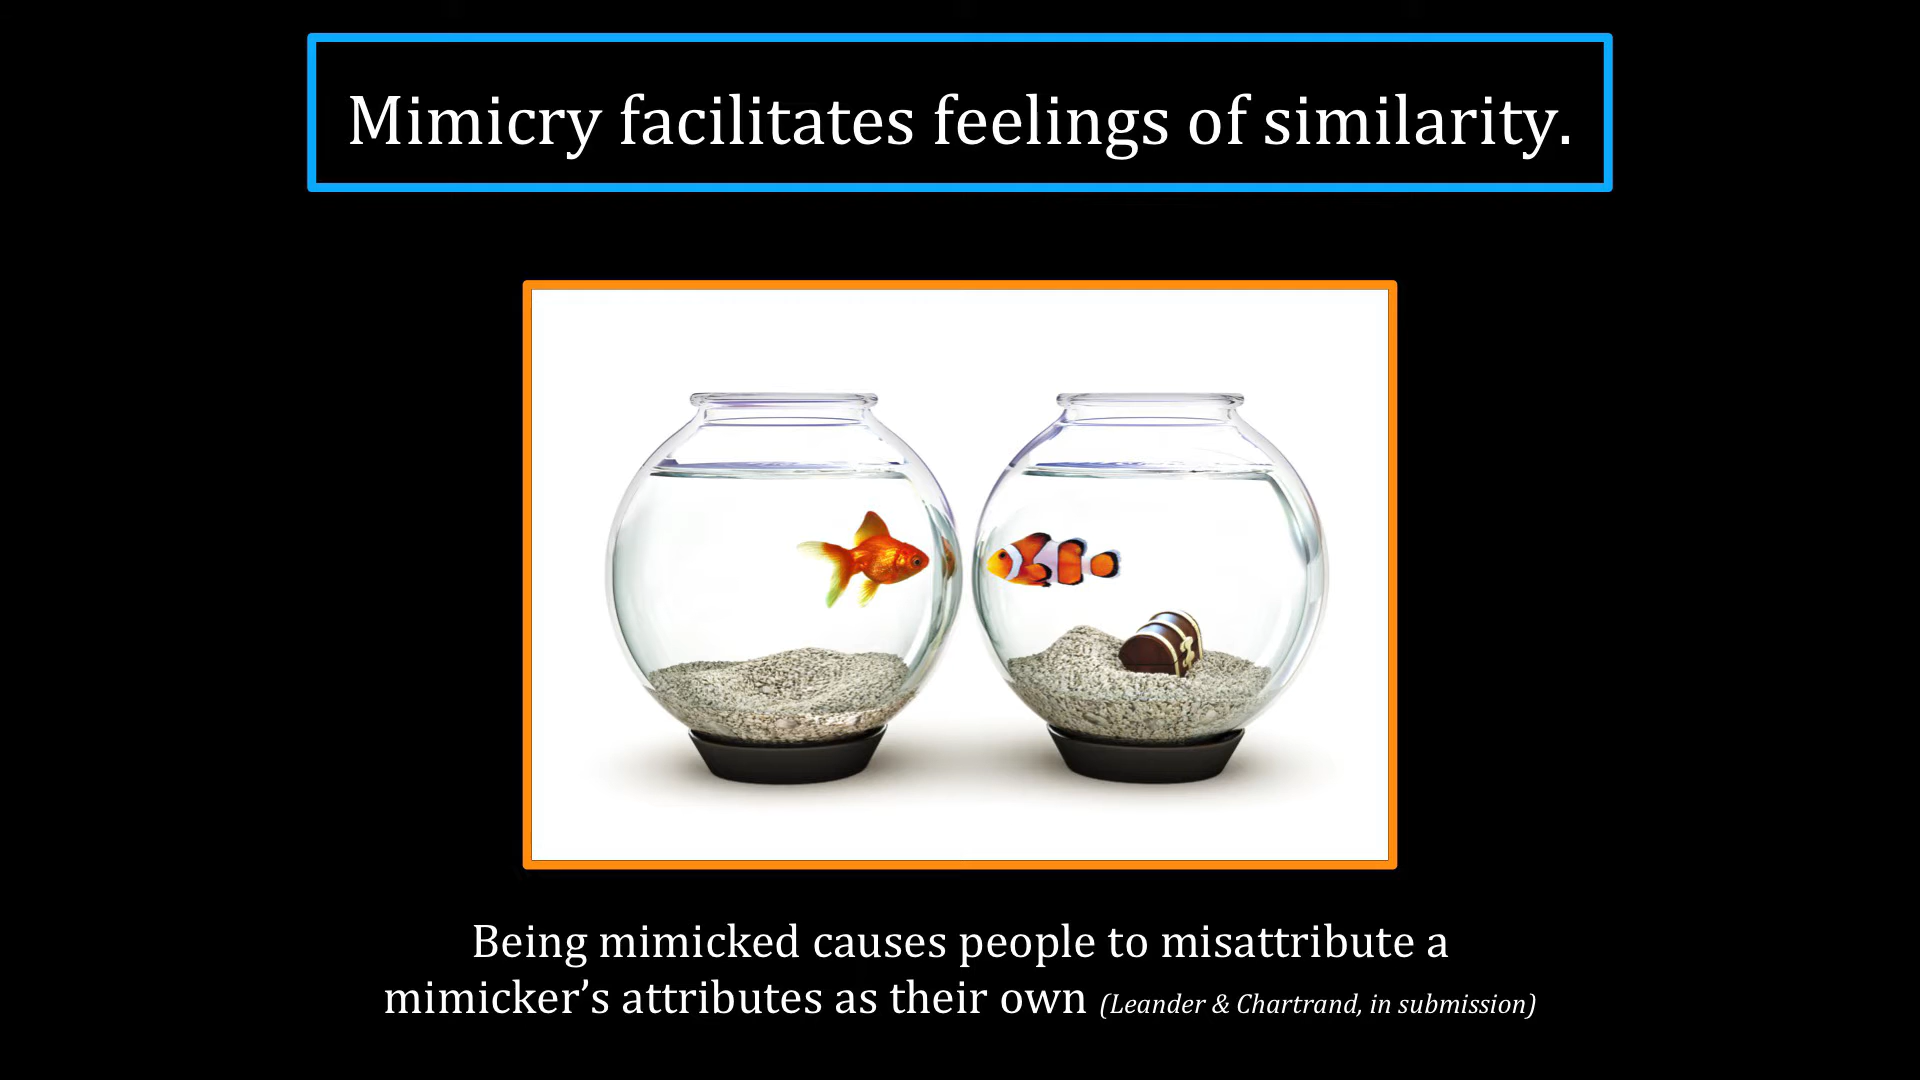 Mimicry facilitates feelings of similarity.
Being mimicked causes people to misattribute a
mimicker’s attributes as their own (Leander & Chartrand, in submission)